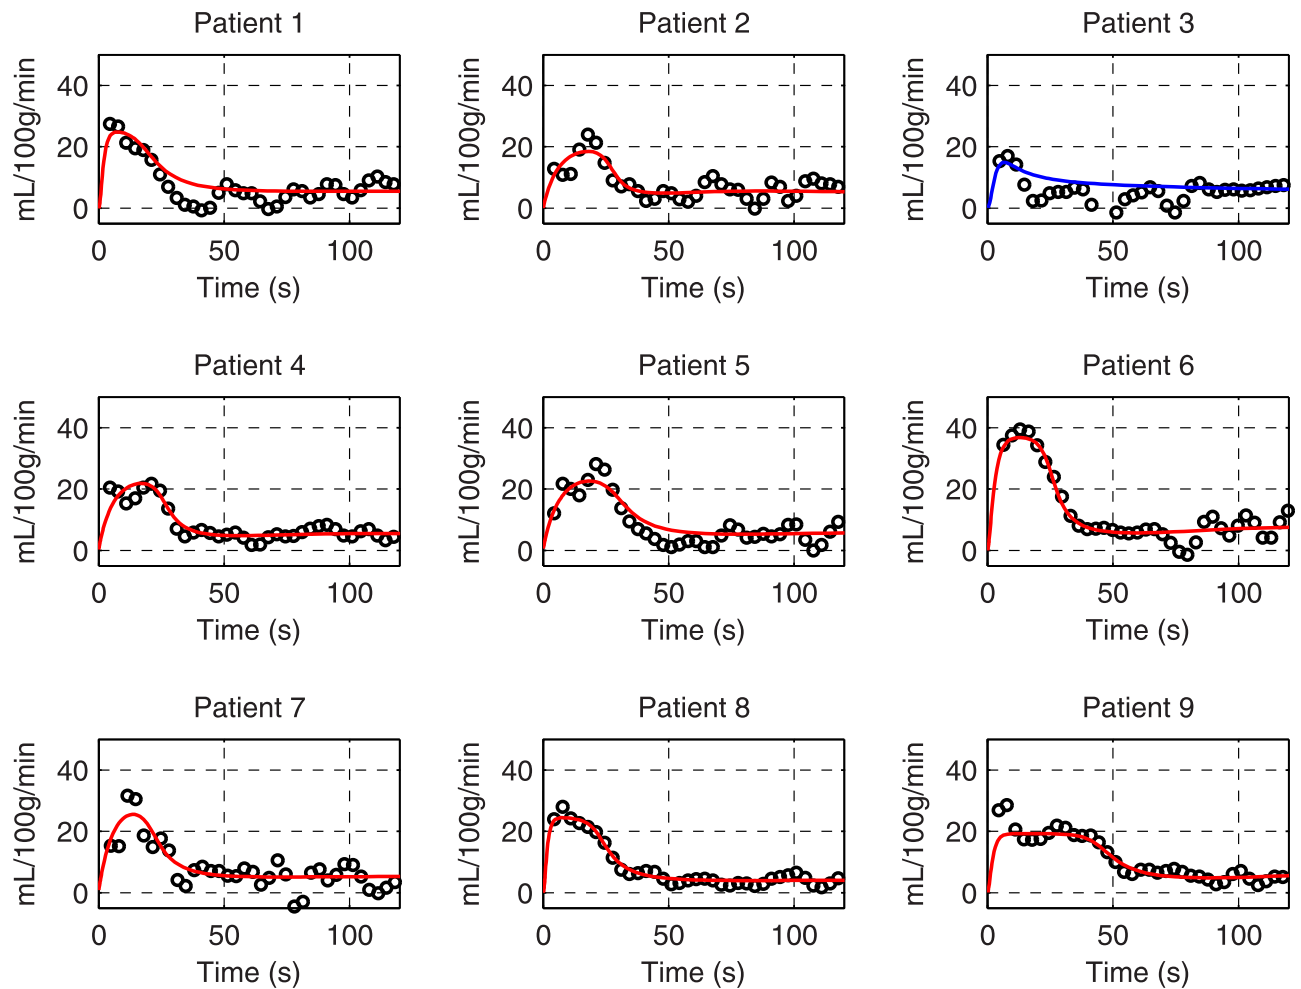 Patient 1
Patient 2
Patient 3
mL/100g/min
40
20
0
0
50
100
Time (s)
mL/100g/min
40
20
0
0
50
100
Time (s)
mL/100g/min
40
20
0
0
50
100
Time (s)
Patient 4
Patient 5
Patient 6
mL/100g/min
40
20
0
0
50
100
Time (s)
mL/100g/min
40
20
0
0
50
100
Time (s)
mL/100g/min
40
20
0
0
50
100
Time (s)
Patient 7
Patient 8
Patient 9
mL/100g/min
40
20
0
0
50
100
Time (s)
mL/100g/min
40
20
0
0
50
100
Time (s)
mL/100g/min
40
20
0
0
50
100
Time (s)